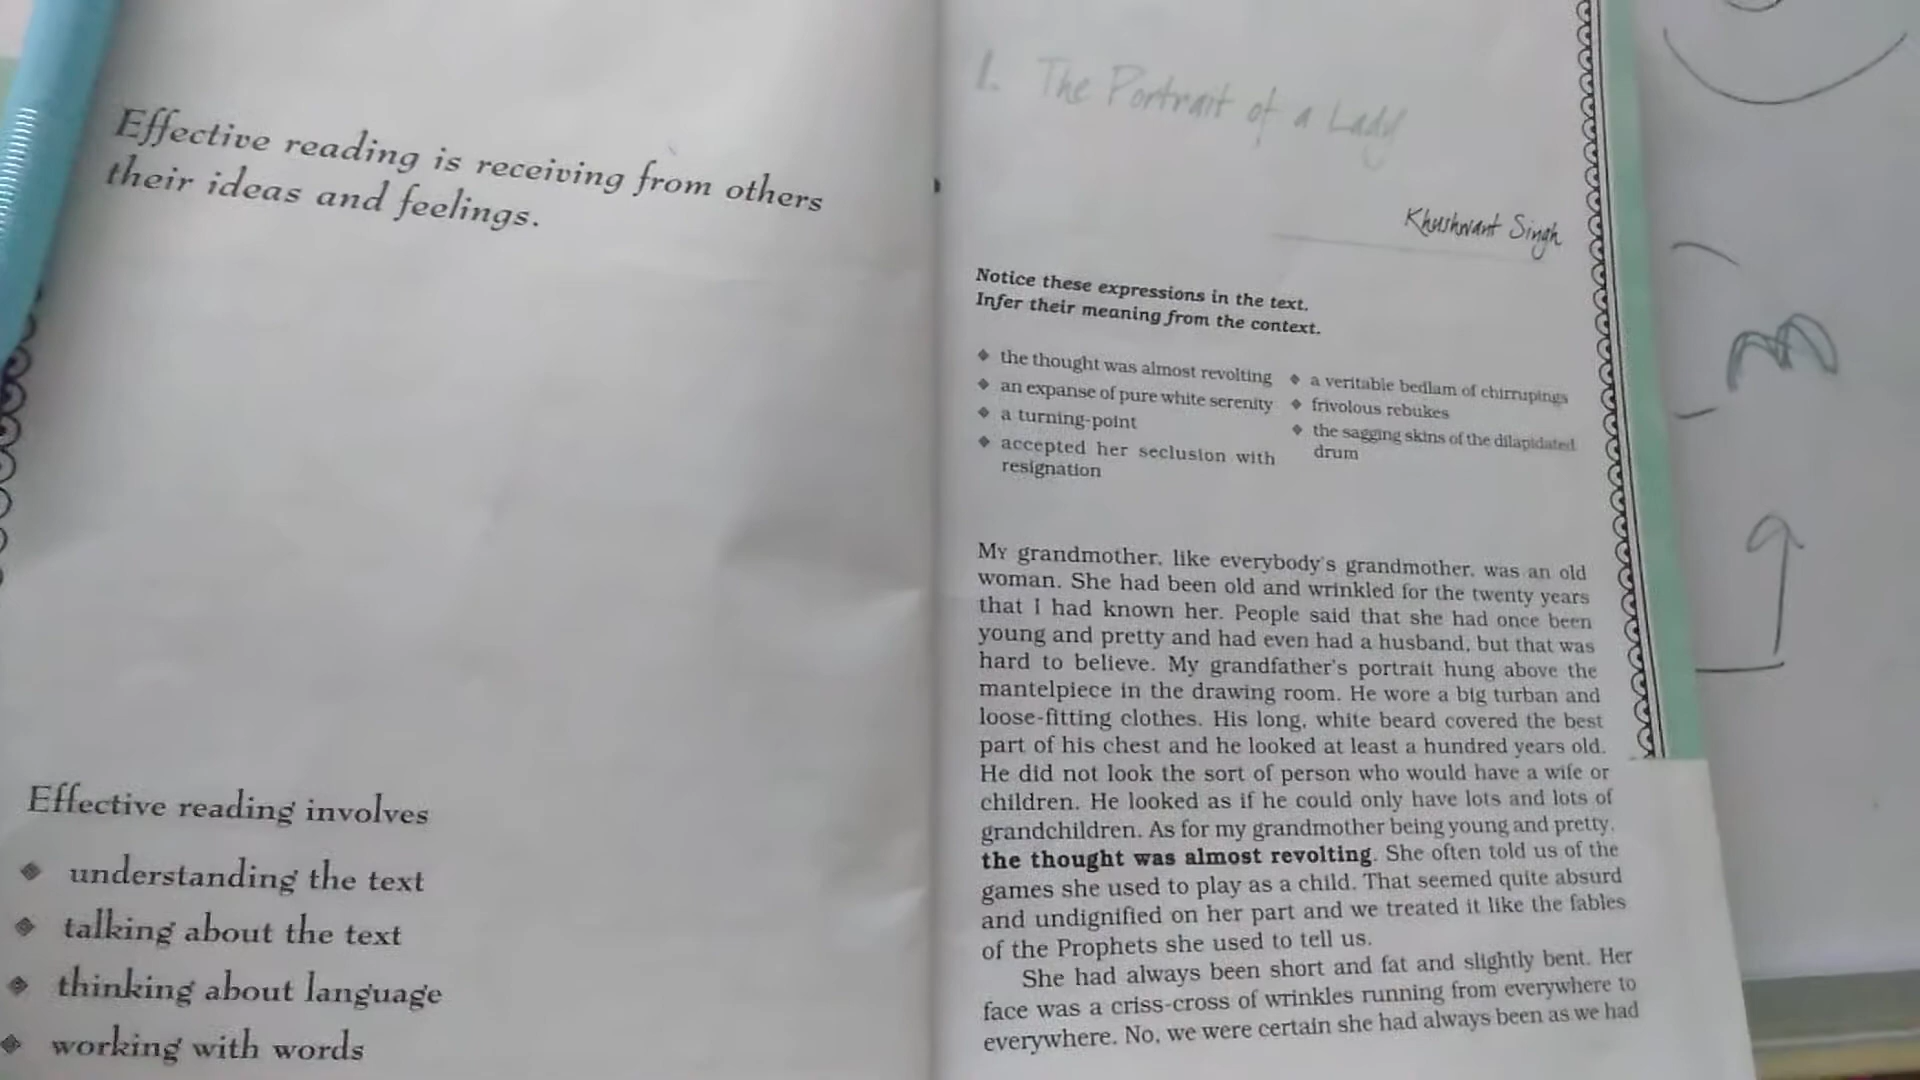 Effective reading is receiving from others
their ideas and feelings.
Effective reading involves
❖ understanding the text
❖ talking about the text
❖ thinking about language
❖ working with words
1. The Portrait of a Lady
Khushwant Singh
Notice these expressions in the text.
Infer their meaning from the context.
❖ the thought was almost revolting
❖ an expanse of pure white serenity
❖ a turning-point
❖ accepted her seclusion with
resignation
❖ a veritable bedlam of chirrupings
❖ frivolous rebukes
❖ the sagging skins of the dilapidated
drum
My grandmother, like everybody's grandmother, was an old
woman. She had been old and wrinkled for the twenty years
that I had known her. People said that she had once been
young and pretty and had even had a husband, but that was
hard to believe. My grandfather's portrait hung above the
mantelpiece in the drawing room. He wore a big turban and
loose-fitting clothes. His long, white beard covered the best
part of his chest and he looked at least a hundred years old.
He did not look the sort of person who would have a wife or
children. He looked as if he could only have lots and lots of
grandchildren. As for my grandmother being young and pretty,
the thought was almost revolting. She often told us of the
games she used to play as a child. That seemed quite absurd
and undignified on her part and we treated it like the fables
of the Prophets she used to tell us.
She had always been short and fat and slightly bent. Her
face was a criss-cross of wrinkles running from everywhere to
everywhere. No, we were certain she had always been as we had